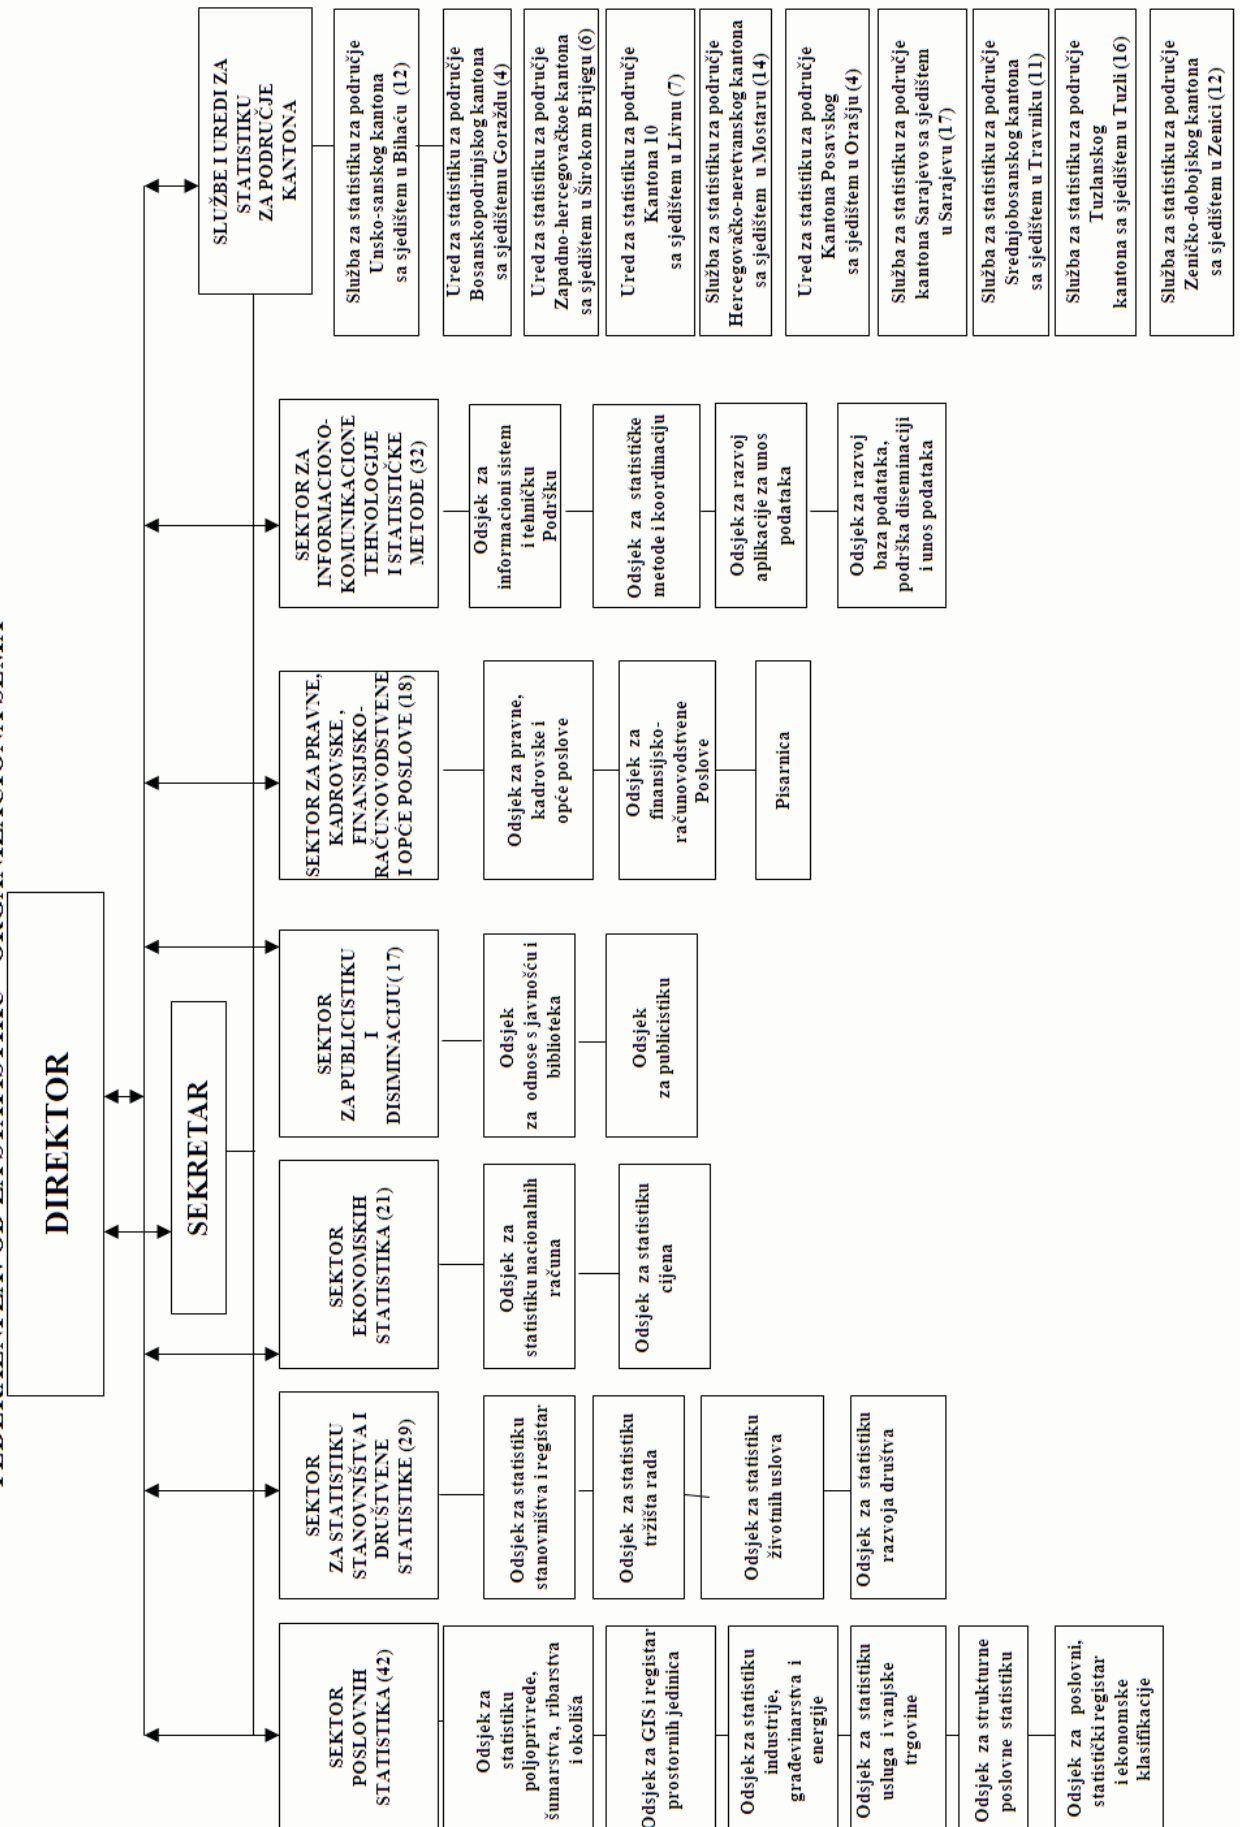 DIREKTOR
SEKRETAR
SEKTOR
POSLOVNIH
STATISTIKA (42)
Odsjek za
statistiku
poljoprivrede,
šumarstva, ribarstva
i okoliša
Odsjek za GIS i registar
prostornih jedinica
Odsjek za statistiku
industrije,
građevinarstva i
energije
Odsjek za statistiku
usluga i vanjske
trgovine
Odsjek za strukturne
poslovne statistiku
Odsjek za poslovni,
statistički registar
i ekonomske
klasifikacije
SEKTOR
ZA STATISTIKU
STANOVNIŠTVA I
DRUŠTVENE
STATISTIKE (29)
Odsjek za statistiku
stanovništva i registar
Odsjek za statistiku
tržišta rada
Odsjek za statistiku
životnih uslova
Odsjek za statistiku
razvoja društva
SEKTOR
EKONOMSKIH
STATISTIKA (21)
Odsjek za
statistiku nacionalnih
računa
Odsjek za statistiku
cijena
SEKTOR
ZA PUBLICISTIKU
I
DISIMINACIJU(17)
Odsjek
za odnose s javnošću i
biblioteka
Odsjek
za publicistiku
SEKTOR ZA PRAVNE,
KADROVSKE ,
FINANSIJSKO-
RAČUNOVODSTVENE
I OPĆE POSLOVE (18)
Odsjek za pravne,
kadrovske i
opće poslove
Odsjek za
finansijsko-
računovodstvene
Poslove
Pisarnica
SEKTOR ZA
INFORMACIONO-
KOMUNIKACIONE
TEHNOLOGIJE
I STATISTIČKE
METODE (32)
Odsjek za
informacioni sistem
i tehničku
Podršku
Odsjek za statističke
metode i koordinaciju
Odsjek za razvoj
aplikacije za unos
podataka
Odsjek za razvoj
baza podataka,
podrška diseminaciji
i unos podataka
SLUŽBE I UREDI ZA
STATISTIKU
ZA PODRUČJE
KANTONA
Služba za statistiku za područje
Unsko-sanskog kantona
sa sjedištem u Bihaću (12)
Ured za statistiku za područje
Bosanskopodrinjskog kantona
sa sjedištemu Goraždu (4)
Ured za statistiku za područje
Zapadno-hercegovačkoe kantona
sa sjedištem u Širokom Brijegu (6)
Ured za statistiku za područje
Kantona 10
sa sjedištem u Livnu (7)
Služba za statistiku za područje
Hercegovačko-neretvanskog kantona
sa sjedištem u Mostaru (14)
Ured za statistiku za područje
Kantona Posavskog
sa sjedištem u Orašju (4)
Služba za statistiku za područje
kantona Sarajevo sa sjedištem
u Sarajevu (17)
Služba za statistiku za područje
Srednjobosanskog kantona
sa sjedištem u Travniku (11)
Služba za statistiku za područje
Tuzlanskog
kantona sa sjedištem u Tuzli (16)
Služba za statistiku za područje
Zeničko-dobojskog kantona
sa sjedištem u Zenici (12)